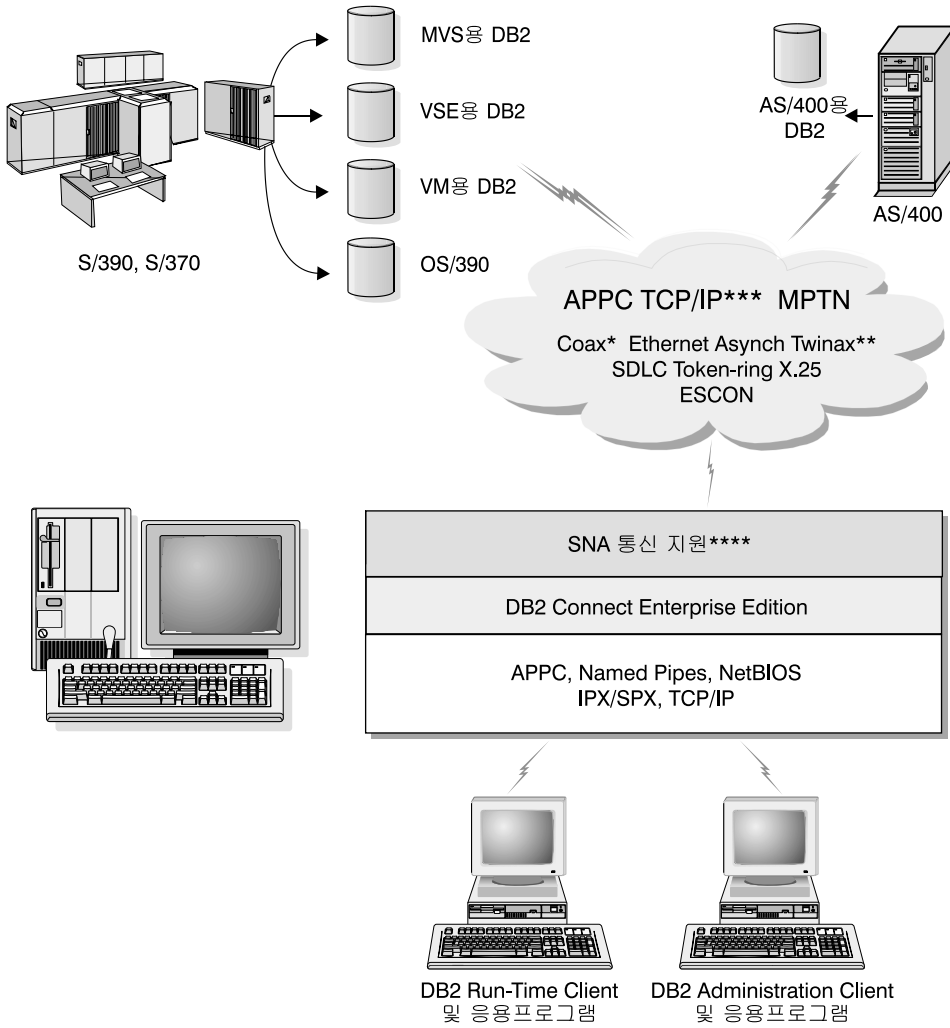 MVS용 DB2
VSE용 DB2
VM용 DB2
OS/390
S/390, S/370
AS/400용
DB2
AS/400
APPC TCP/IP*** MPTN
Coax* Ethernet Asynch Twinax**
SDLC Token-ring X.25
ESCON
SNA 통신 지원****
DB2 Connect Enterprise Edition
APPC, Named Pipes, NetBIOS
IPX/SPX, TCP/IP
DB2 Run-Time Client
및 응용프로그램
DB2 Administration Client
및 응용프로그램